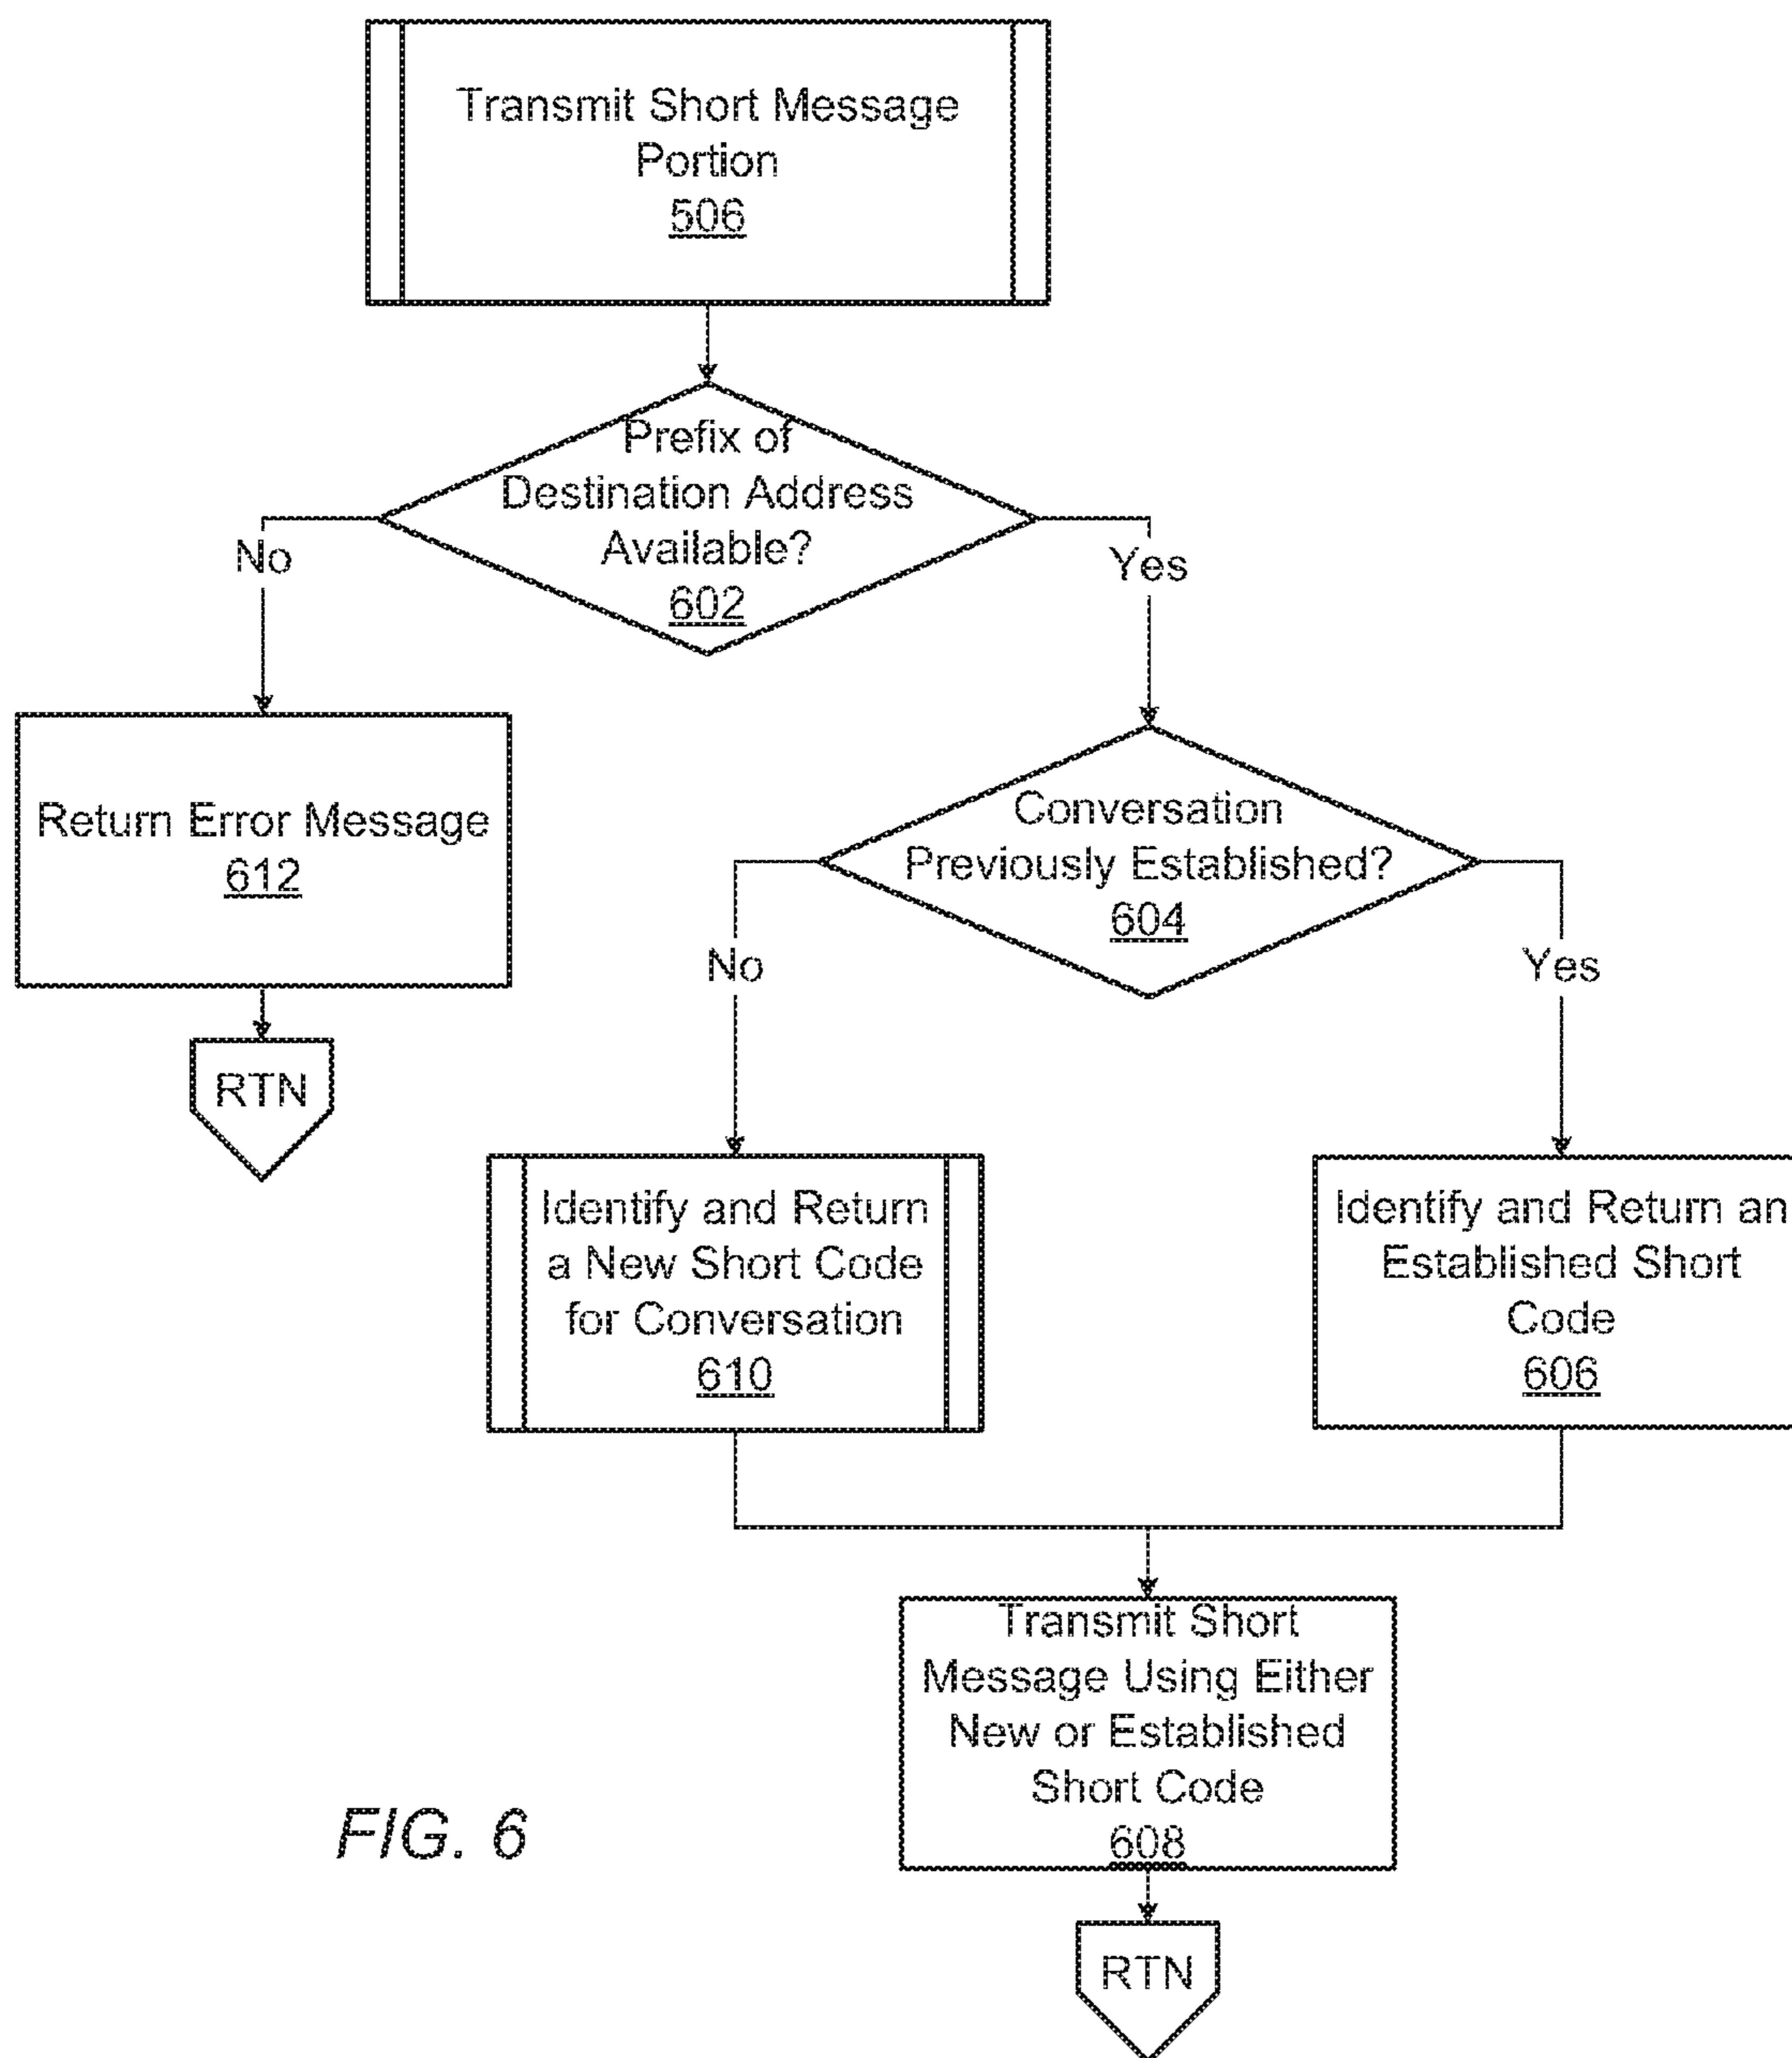 Transmit Short Message
Portion
506
Prefix of
Destination Address
Available?
602
No
Yes
Return Error Message
612
RTN
Conversation
Previously Established?
604
No
Yes
Identify and Return
a New Short Code
for Conversation
610
Identify and Return an
Established Short
Code
606
Transmit Short
Message Using Either
New or Established
Short Code
608
RTN
FIG. 6